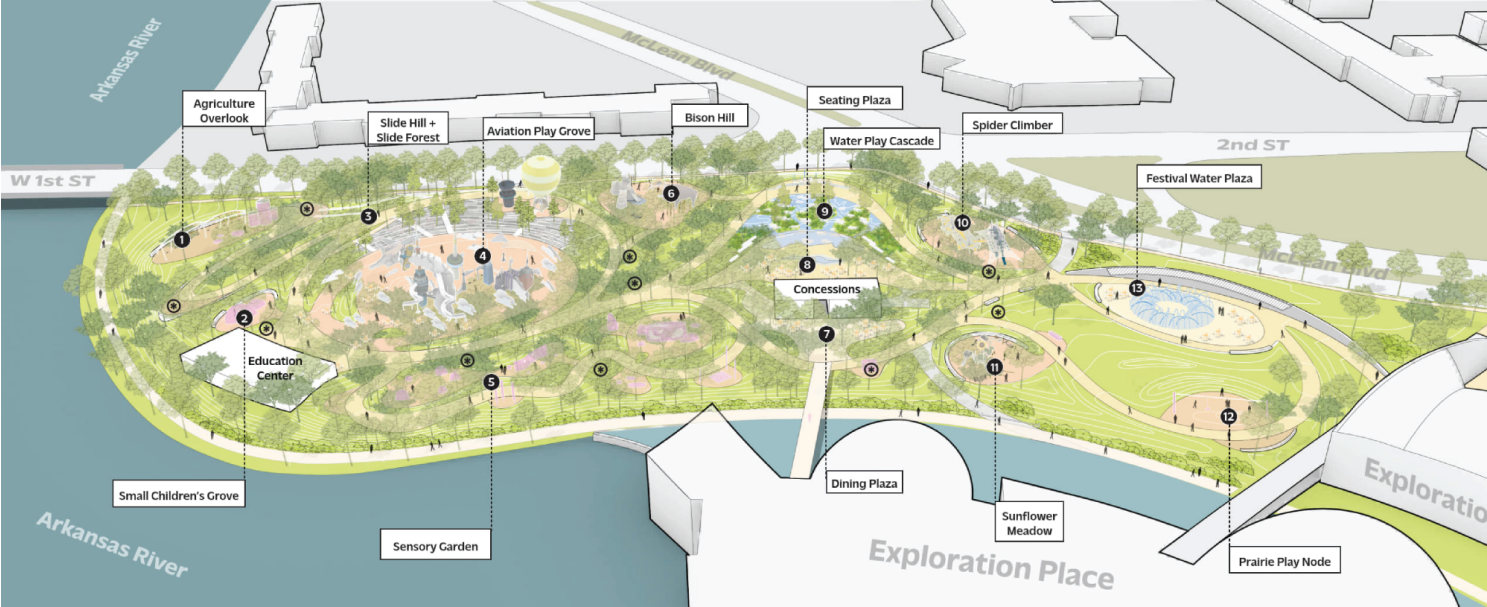 Arkansas River
McLean Blvd
Agriculture
Overlook
Slide Hill +
Slide Forest
Aviation Play Grove
Bison Hill
Seating Plaza
Water Play Cascade
Spider Climber
2nd ST
Festival Water Plaza
W 1st ST
McLean Blvd
1
3
*
4
6
9
10
8
*
*
*
13
Concessions
*
2
*
*
7
Education
Center
*
5
*
*
11
12
Small Children's Grove
Sensory Garden
Dining Plaza
Sunflower
Meadow
Prairie Play Node
Arkansas River
Exploration Place
Exploratio